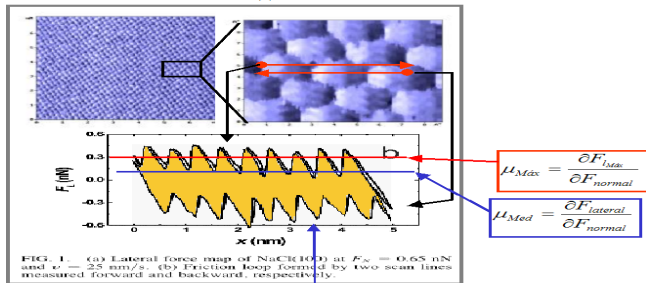 0.6
0.3
0.0
-0.3
-0.6
F_L (nN)
b
0 1 2 3 4 5
x (nm)
μ_Máx = ∂F_l_Máx / ∂F_normal
μ_Med = ∂F_lateral / ∂F_normal
FIG. 1. (a) Lateral force map of NaCl(100) at F_N = 0.65 nN
and v = 25 nm/s. (b) Friction loop formed by two scan lines
measured forward and backward, respectively.